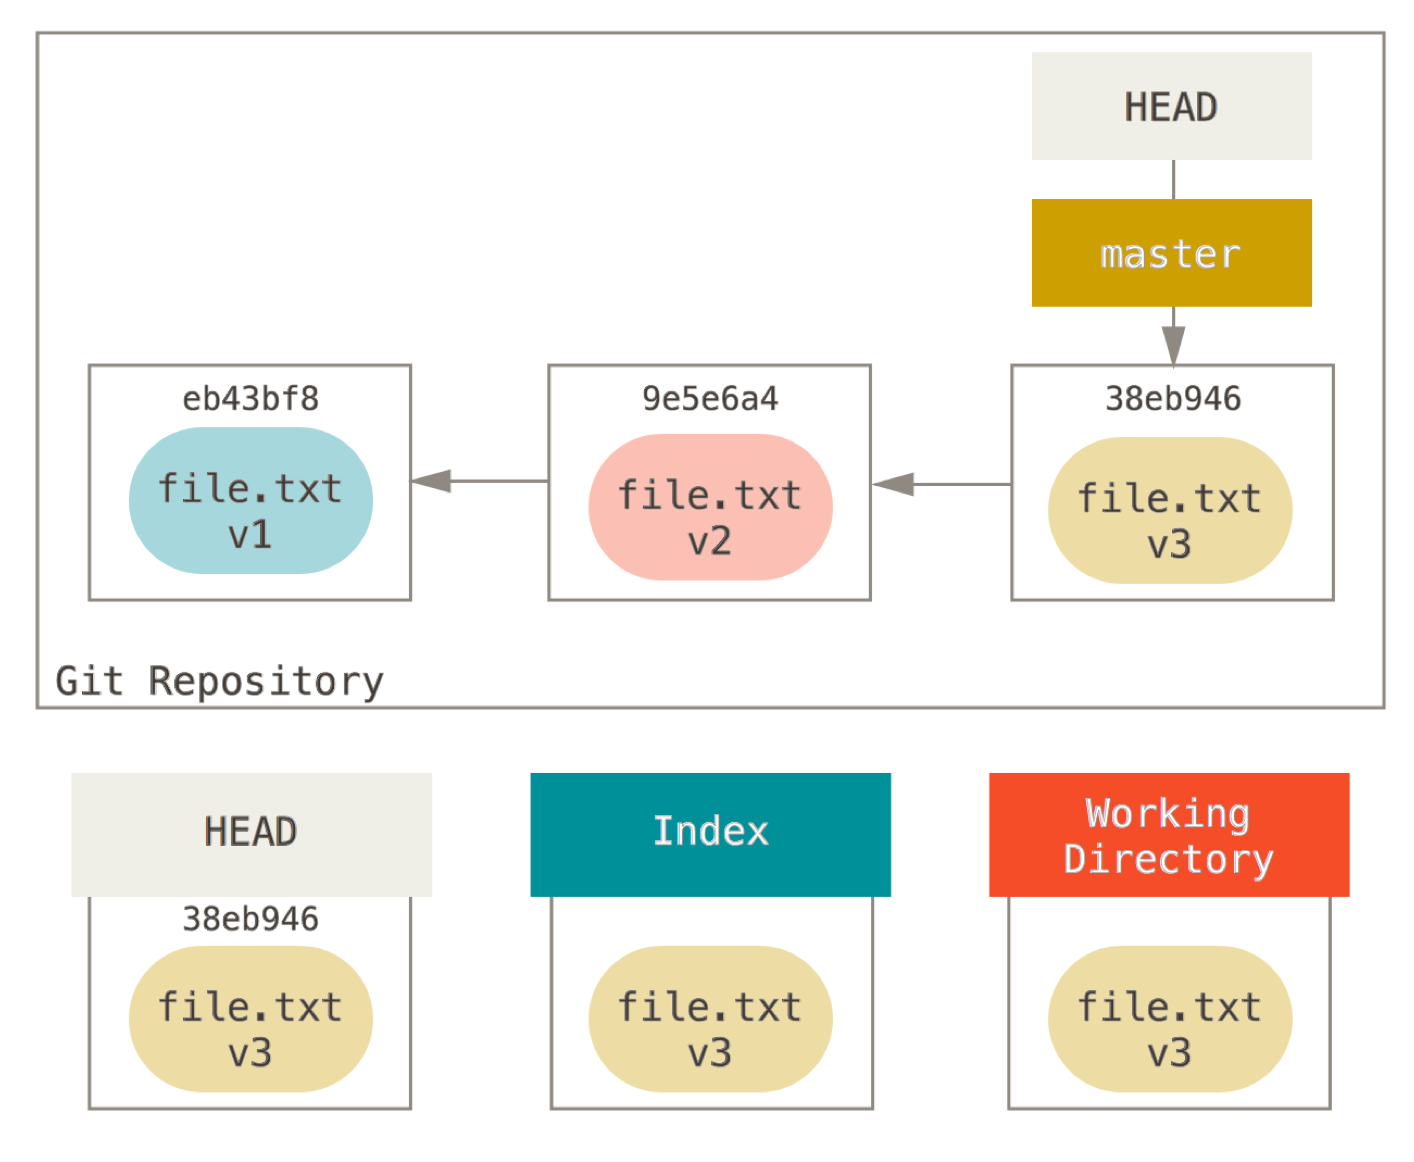 HEAD
master
eb43bf8
file.txt
v1
9e5e6a4
file.txt
v2
38eb946
file.txt
v3
Git Repository
HEAD
38eb946
file.txt
v3
Index
file.txt
v3
Working
Directory
file.txt
v3